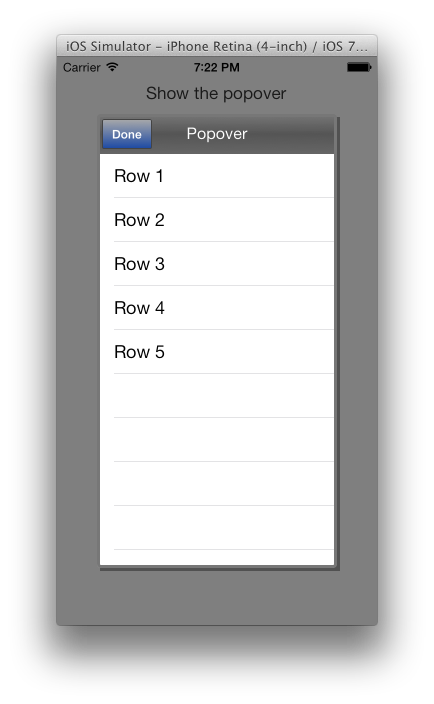 iOS Simulator – iPhone Retina (4-inch) / iOS 7...
Carrier 7:22 PM
Show the popover
Done Popover
Row 1
Row 2
Row 3
Row 4
Row 5